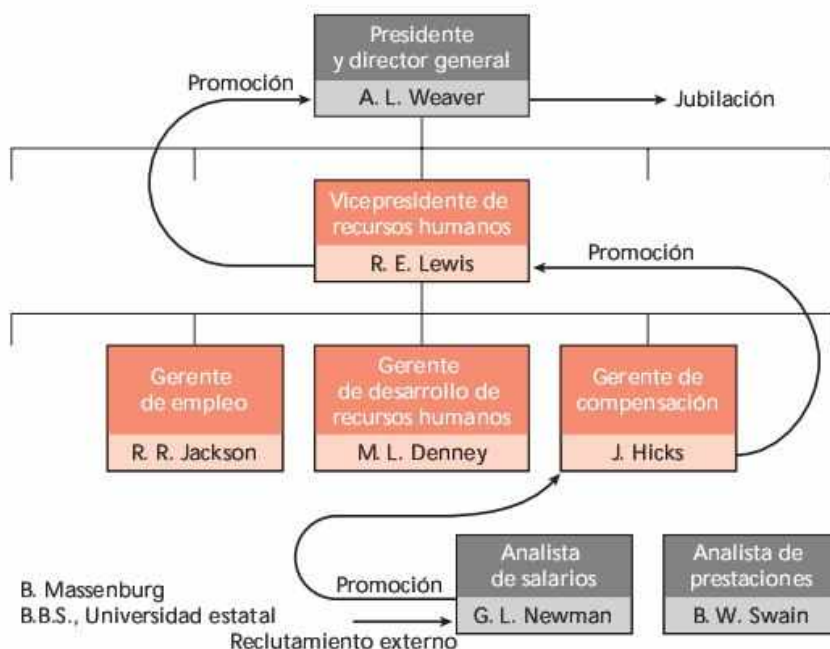 Presidente
y director general
Promoción
A. L. Weaver
Jubilación
Vicepresidente de
recursos humanos
R. E. Lewis
Promoción
Gerente
de empleo
R. R. Jackson
Gerente
de desarrollo de
recursos humanos
M. L. Denney
Gerente de
compensación
J. Hicks
Analista
de salarios
G. L. Newman
Analista de
prestaciones
B. W. Swain
Promoción
B. Massenburg
B.B.S., Universidad estatal
Reclutamiento externo